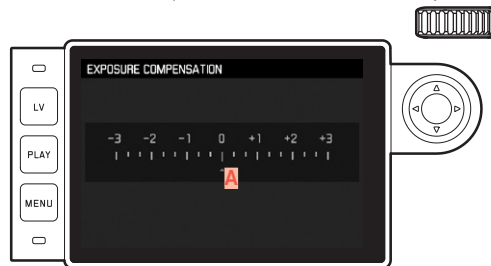 EXPOSURE COMPENSATION
LV
-3 -2 -1 0 +1 +2 +3
PLAY
A
MENU